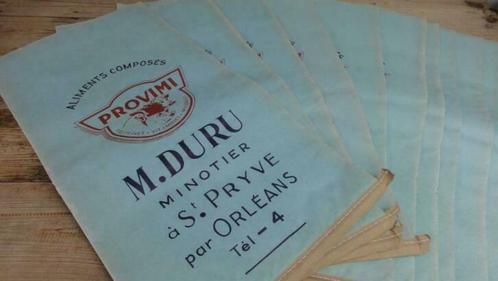 ALIMENTS COMPOSÉS
PROVIMI
M. DURU
MINOTIER
à St. PRYVE
par ORLÉANS
Tél - 4